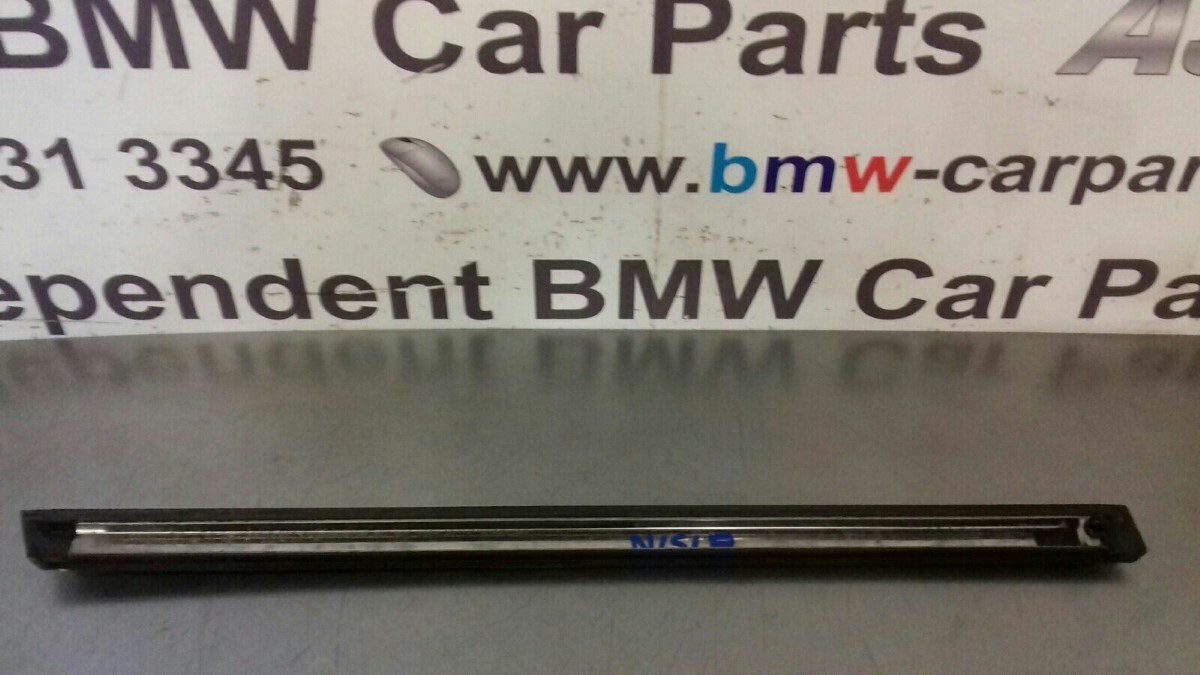 BMW Car Parts
31 3345 www.bmw-carpar
ependent BMW Car Pa